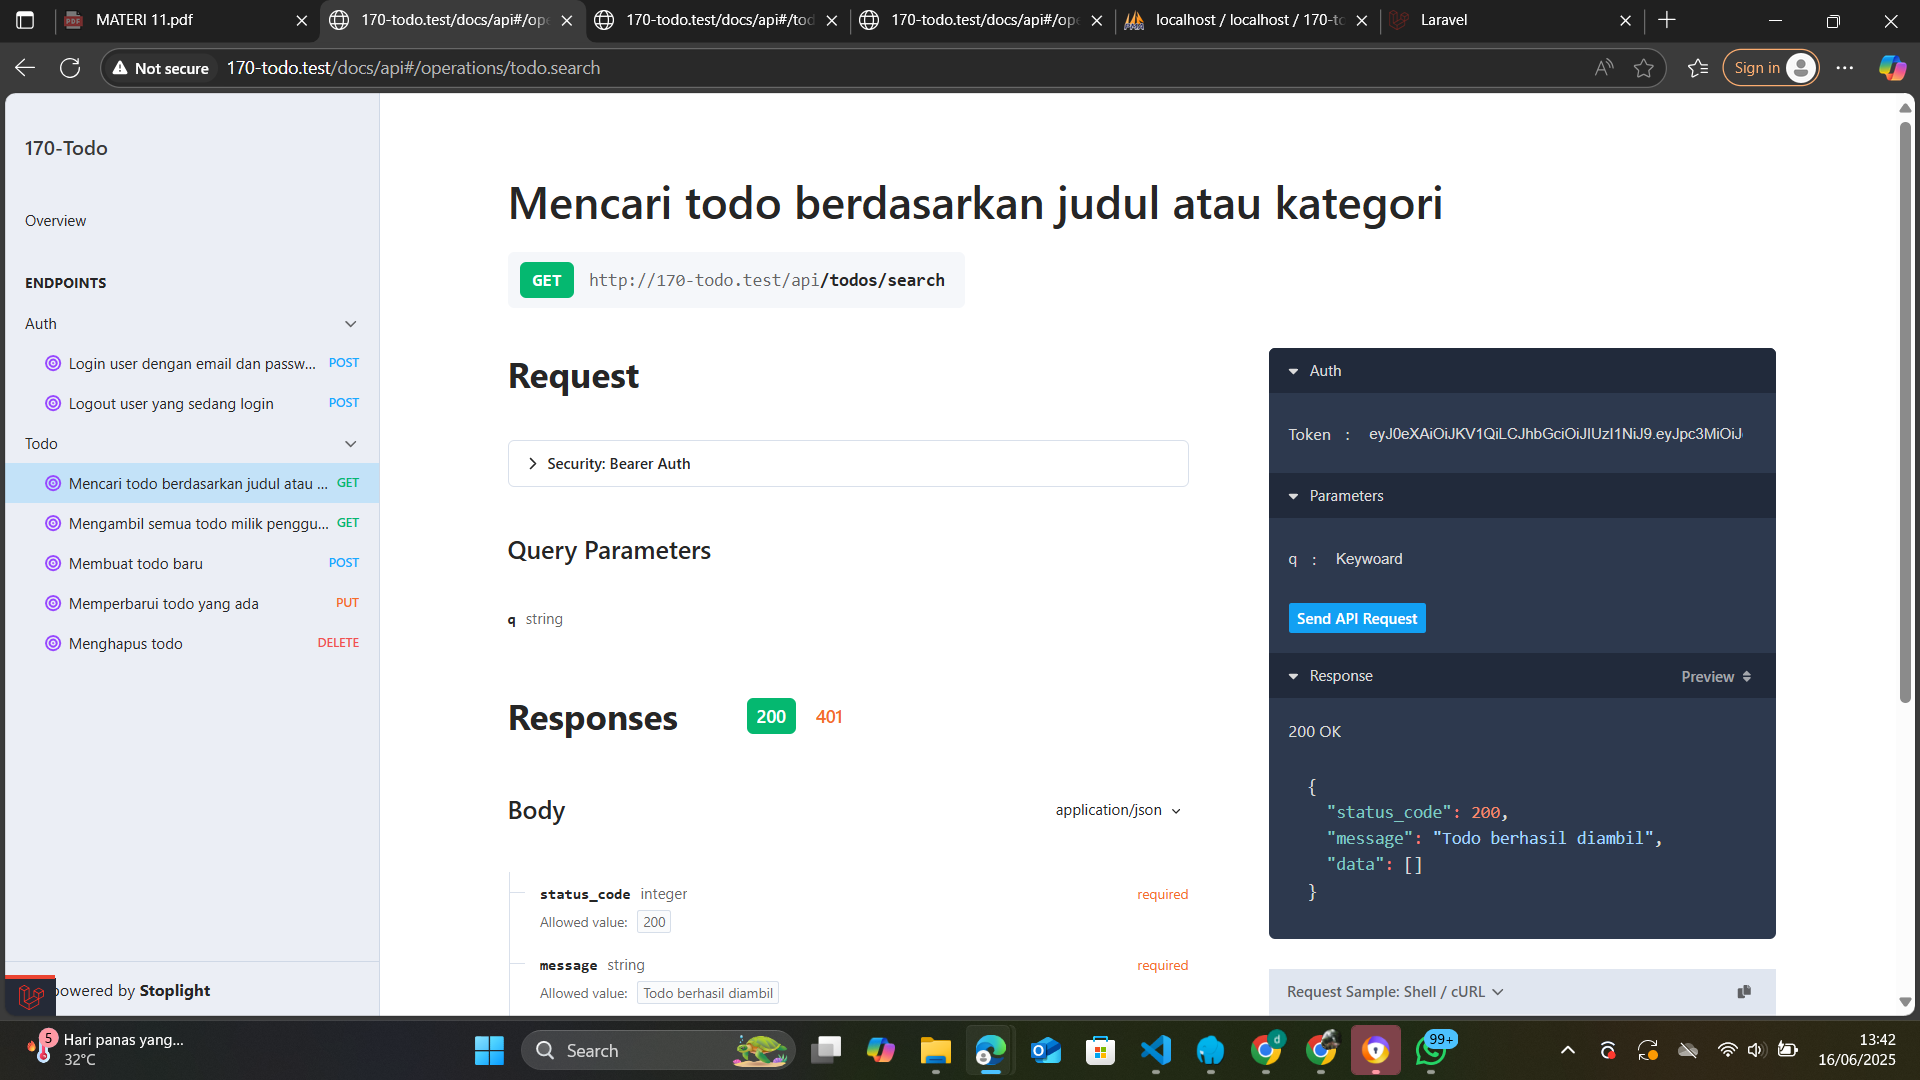 MATERI 11.pdf
170-todo.test/docs/api#/ope
170-todo.test/docs/api#/tod
170-todo.test/docs/api#/ope
localhost / localhost / 170-to
Laravel
Not secure
170-todo.test/docs/api#/operations/todo.search
Sign in
170-Todo
Overview
ENDPOINTS
Auth
Login user dengan email dan passw... POST
Logout user yang sedang login POST
Todo
Mencari todo berdasarkan judul atau ... GET
Mengambil semua todo milik penggu... GET
Membuat todo baru POST
Memperbarui todo yang ada PUT
Menghapus todo DELETE
powered by Stoplight
Mencari todo berdasarkan judul atau kategori
GET http://170-todo.test/api/todos/search
Request
Security: Bearer Auth
Query Parameters
q string
Responses 200 401
Body application/json
status_code integer required
Allowed value: 200
message string required
Allowed value: Todo berhasil diambil
Auth
Token : eyJ0eXAiOiJKV1QiLCJhbGciOiJIUzI1NiJ9.eyJpc3MiOiJ
Parameters
q : Keywoard
Send API Request
Response Preview
200 OK
{
"status_code": 200,
"message": "Todo berhasil diambil",
"data": []
}
Request Sample: Shell / cURL
5
Hari panas yang...
32°C
Search
d
99+
13:42
16/06/2025